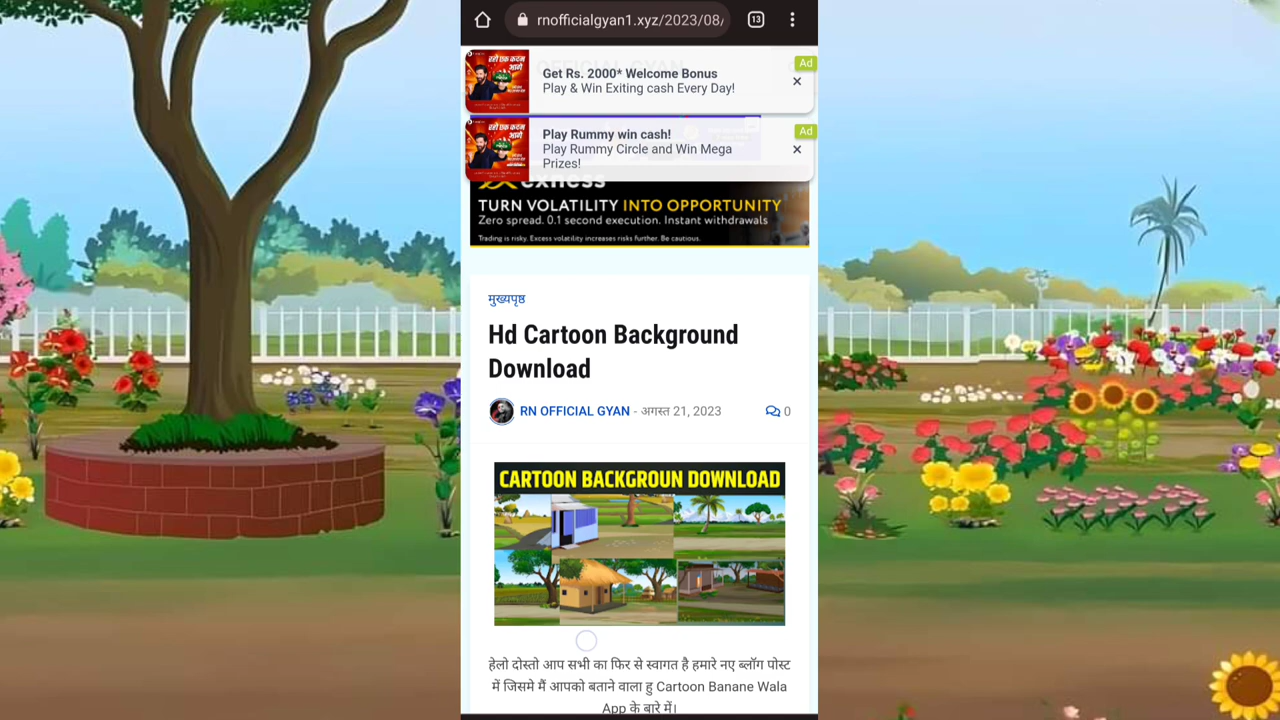 rnofficialgyan1.xyz/2023/08/
13
Ad
Get Rs. 2000* Welcome Bonus
Play & Win Exiting cash Every Day!
Ad
Play Rummy win cash!
Play Rummy Circle and Win Mega
Prizes!
exness
TURN VOLATILITY INTO OPPORTUNITY
Zero spread. 0.1 second execution. Instant withdrawals
Trading is risky. Excess volatility increases risks further. Be cautious.
मुख्यपृष्ठ
Hd Cartoon Background
Download
RN OFFICIAL GYAN - अगस्त 21, 2023 0
CARTOON BACKGROUN DOWNLOAD
हेलो दोस्तो आप सभी का फिर से स्वागत है हमारे नए ब्लॉग पोस्ट
में जिसमे मैं आपको बताने वाला हु Cartoon Banane Wala
App के बारे में।